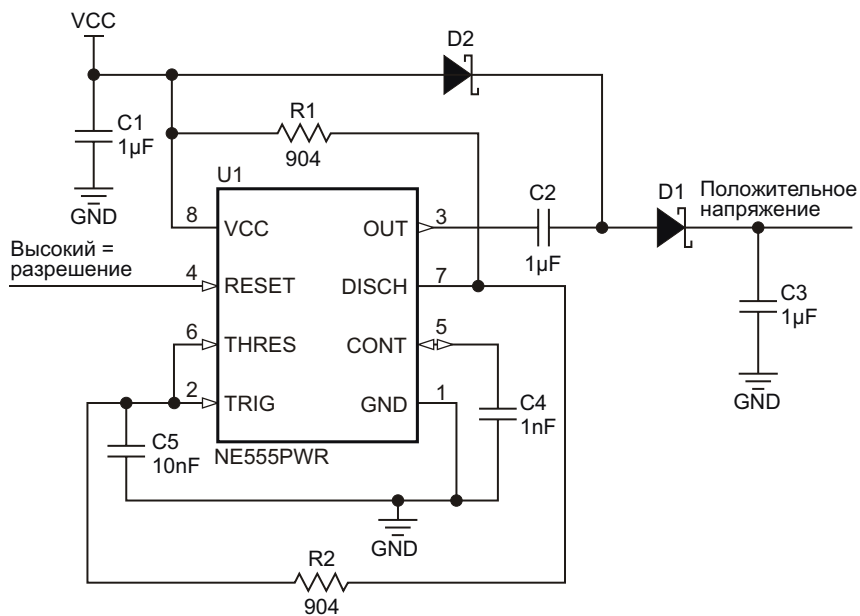 VCC
D2
R1
904
C1
1µF
GND
U1
8
VCC
OUT
3
C2
1µF
D1
Положительное
напряжение
Высокий =
разрешение
4
RESET
DISCH
7
C3
1µF
GND
6
THRES
CONT
5
2
TRIG
GND
1
C4
1nF
C5
10nF
NE555PWR
GND
R2
904